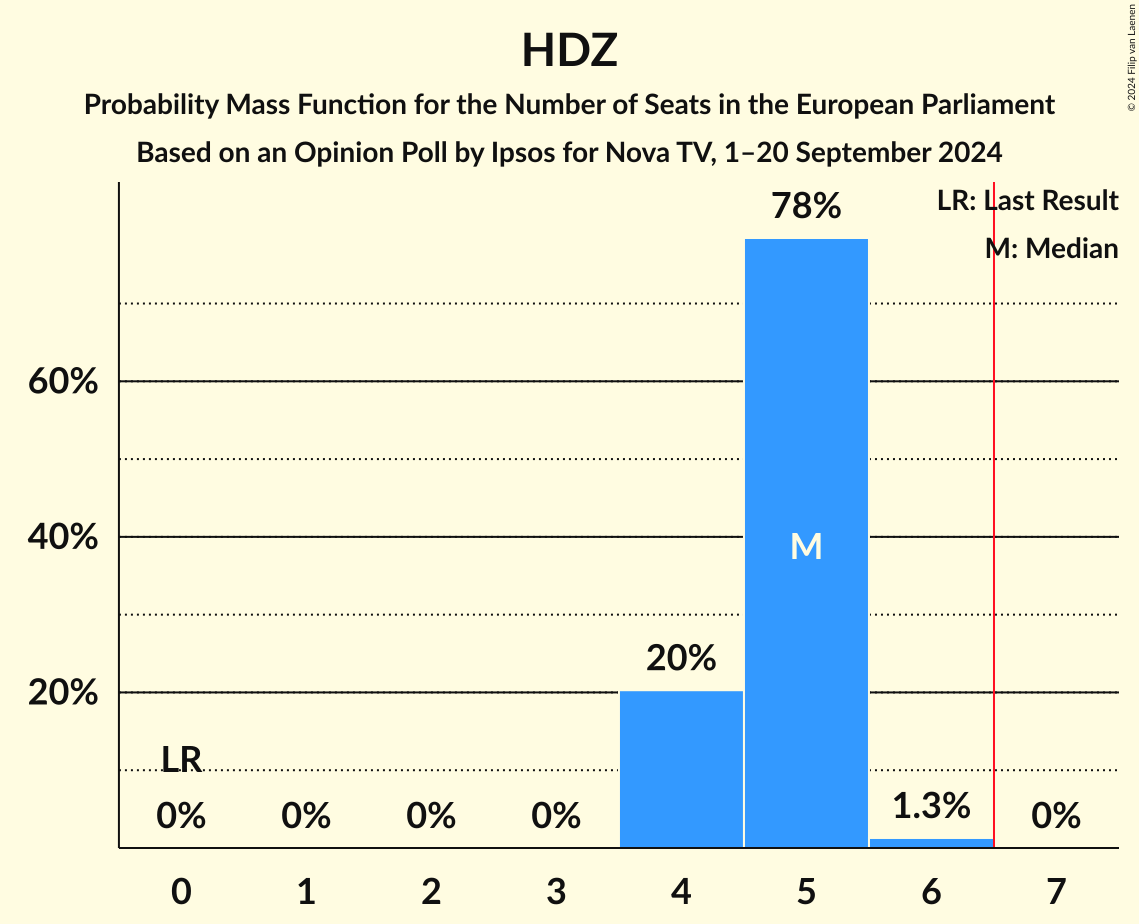 HDZ
Probability Mass Function for the Number of Seats in the European Parliament
Based on an Opinion Poll by Ipsos for Nova TV, 1–20 September 2024
© 2024 Filip van Laenen
LR: Last Result
M: Median
78%
60%
40%
20%
M
20%
LR
0%
0%
0%
0%
1.3%
0%
0 1 2 3 4 5 6 7